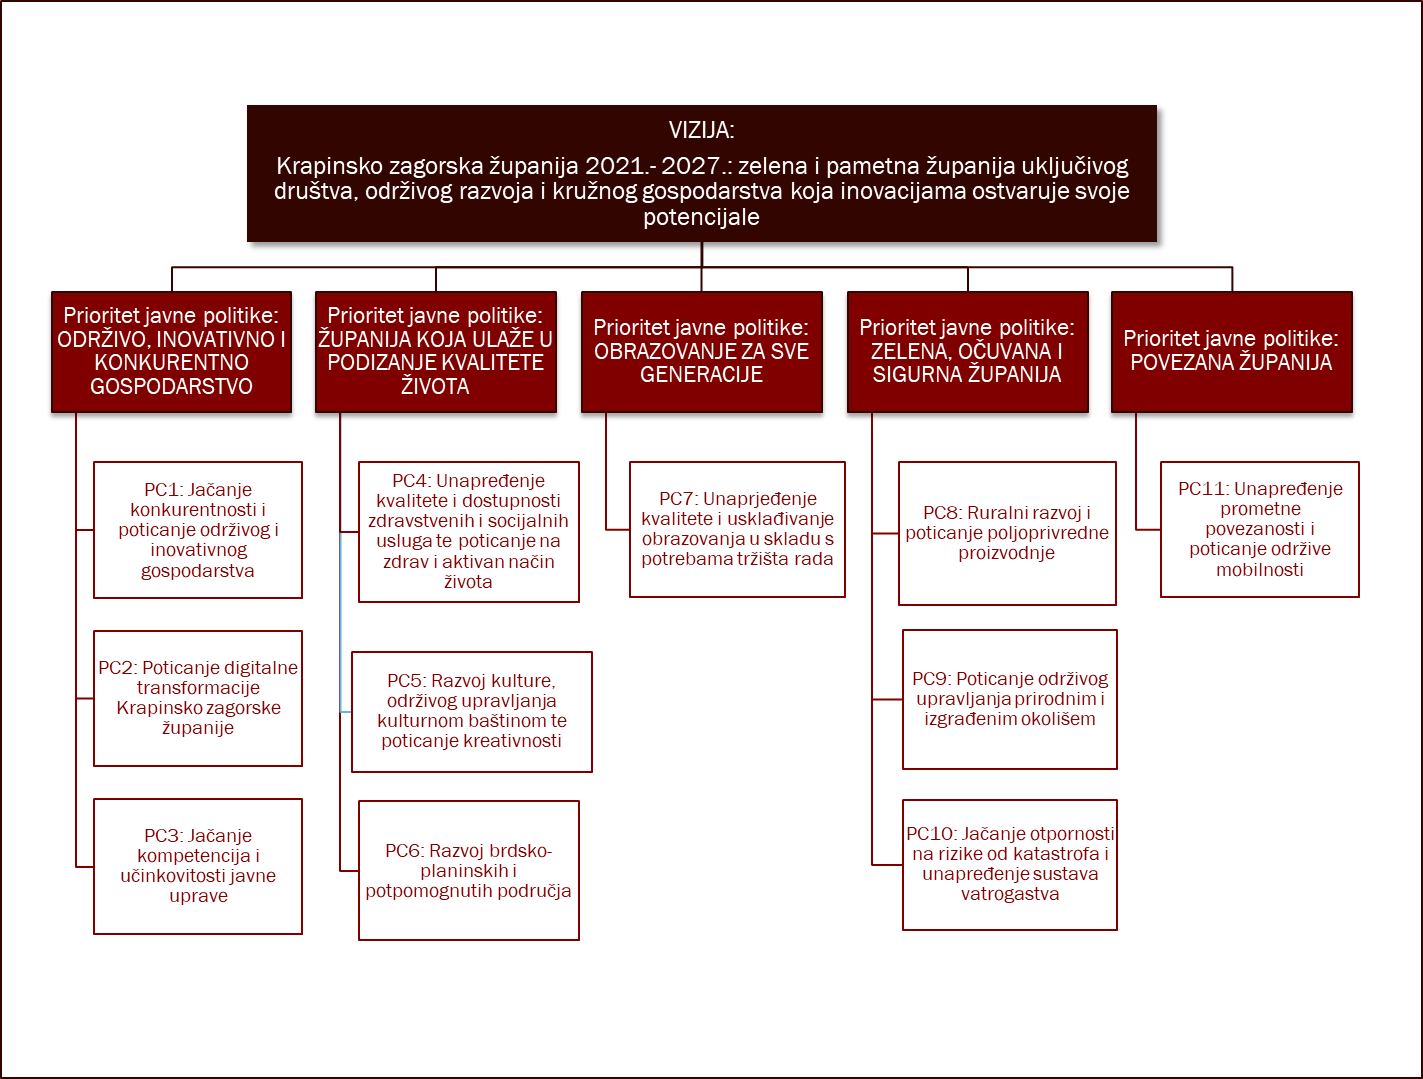 VIZIJA:
Krapinsko zagorska županija 2021.- 2027.: zelena i pametna županija uključivog
društva, održivog razvoja i kružnog gospodarstva koja inovacijama ostvaruje svoje
potencijale
Prioritet javne politike:
ODRŽIVO, INOVATIVNO I
KONKURENTNO
GOSPODARSTVO
PC1: Jačanje
konkurentnosti i
poticanje održivog i
inovativnog
gospodarstva
PC2: Poticanje digitalne
transformacije
Krapinsko zagorske
županije
PC3: Jačanje
kompetencija i
učinkovitosti javne
uprave
Prioritet javne politike:
ŽUPANIJA KOJA ULAŽE U
PODIZANJE KVALITETE
ŽIVOTA
PC4: Unapređenje
kvalitete i dostupnosti
zdravstvenih i socijalnih
usluga te poticanje na
zdrav i aktivan način
života
PC5: Razvoj kulture,
održivog upravljanja
kulturnom baštinom te
poticanje kreativnosti
PC6: Razvoj brdsko-
planinskih i
potpomognutih područja
Prioritet javne politike:
OBRAZOVANJE ZA SVE
GENERACIJE
PC7: Unaprjeđenje
kvalitete i usklađivanje
obrazovanja u skladu s
potrebama tržišta rada
Prioritet javne politike:
ZELENA, OČUVANA I
SIGURNA ŽUPANIJA
PC8: Ruralni razvoj i
poticanje poljoprivredne
proizvodnje
PC9: Poticanje održivog
upravljanja prirodnim i
izgrađenim okolišem
PC10: Jačanje otpornosti
na rizike od katastrofa i
unapređenje sustava
vatrogastva
Prioritet javne politike:
POVEZANA ŽUPANIJA
PC11: Unapređenje
prometne
povezanosti i
poticanje održive
mobilnosti